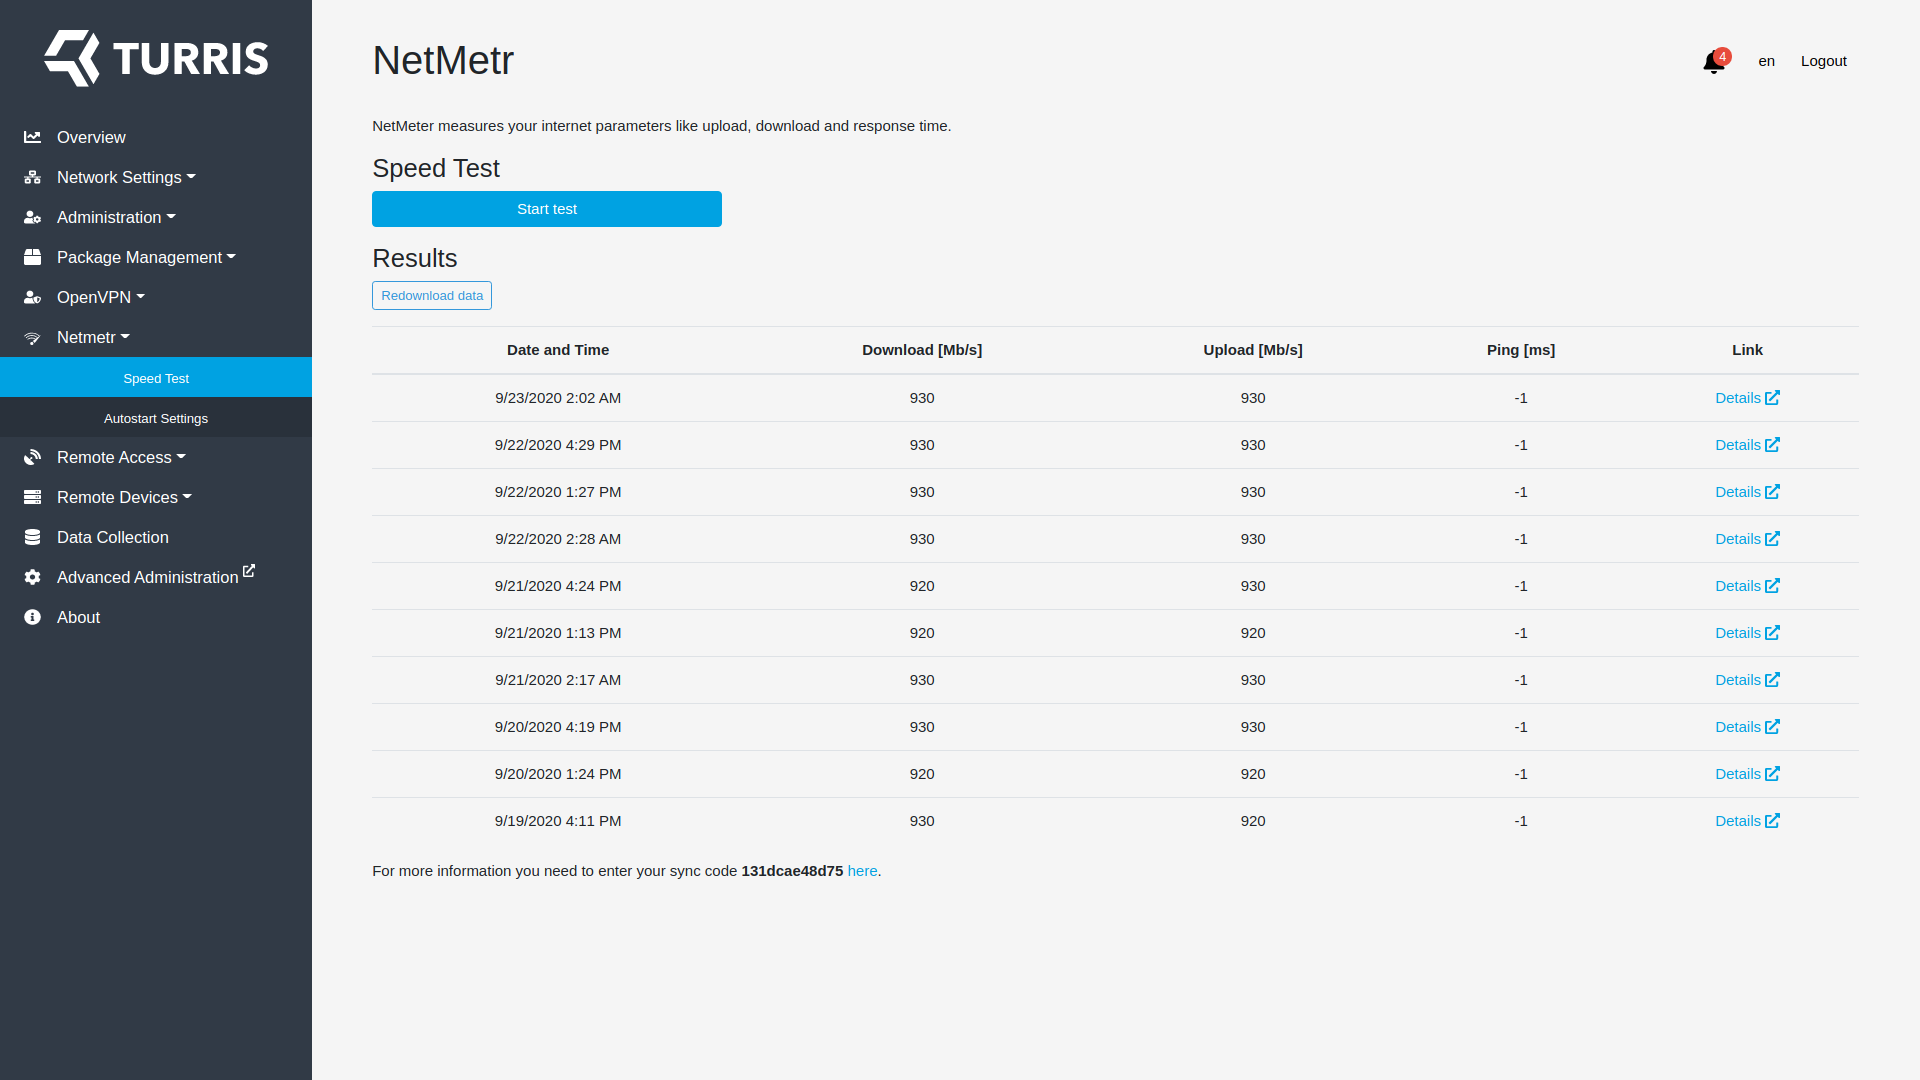 TURRIS
Overview
Network Settings
Administration
Package Management
OpenVPN
Netmetr
Speed Test
Autostart Settings
Remote Access
Remote Devices
Data Collection
Advanced Administration
About
NetMetr
4
en
Logout
NetMeter measures your internet parameters like upload, download and response time.
Speed Test
Start test
Results
Redownload data
Date and Time Download [Mb/s] Upload [Mb/s] Ping [ms] Link
9/23/2020 2:02 AM 930 930 -1 Details
9/22/2020 4:29 PM 930 930 -1 Details
9/22/2020 1:27 PM 930 930 -1 Details
9/22/2020 2:28 AM 930 930 -1 Details
9/21/2020 4:24 PM 920 930 -1 Details
9/21/2020 1:13 PM 920 920 -1 Details
9/21/2020 2:17 AM 930 930 -1 Details
9/20/2020 4:19 PM 930 930 -1 Details
9/20/2020 1:24 PM 920 920 -1 Details
9/19/2020 4:11 PM 930 920 -1 Details
For more information you need to enter your sync code 131dcae48d75 here.